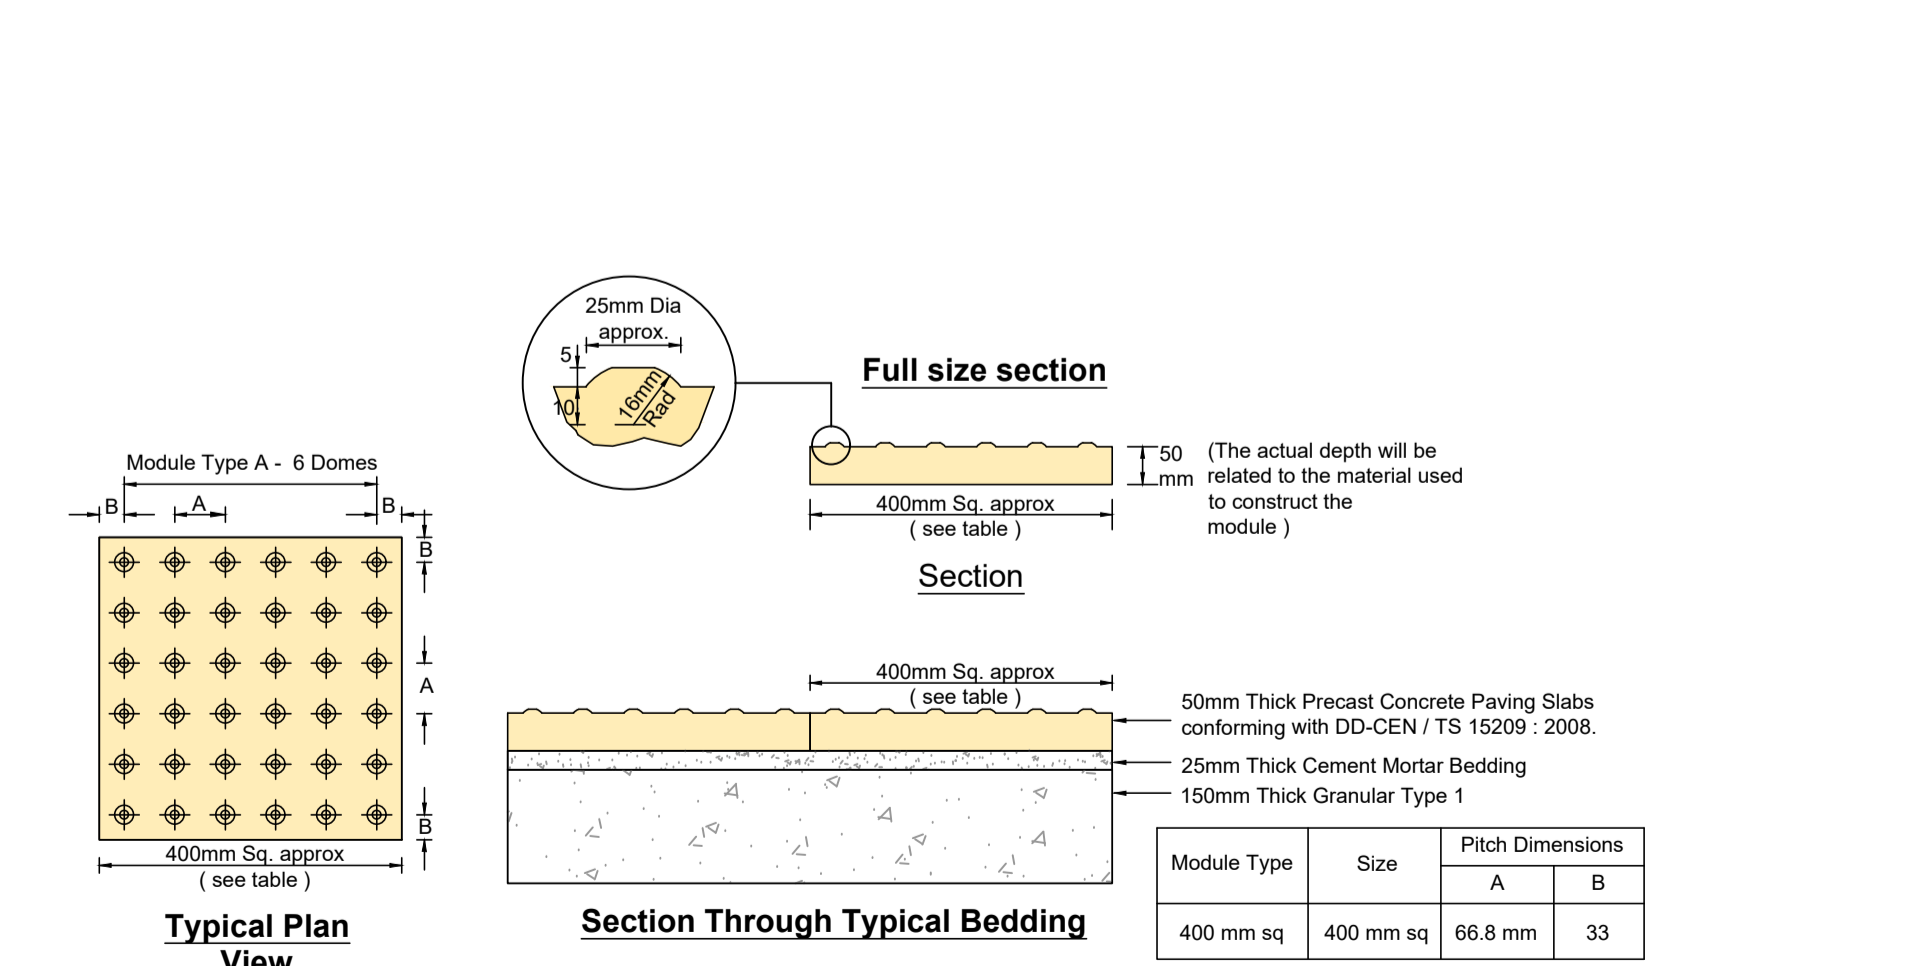 25mm Dia
approx.
5
10
16mm
Rad
Full size section
50
mm
(The actual depth will be
related to the material used
to construct the
module )
400mm Sq. approx
( see table )
Section
Module Type A -  6 Domes
B
A
B
B
A
B
400mm Sq. approx
( see table )
Typical Plan
View
400mm Sq. approx
( see table )
50mm Thick Precast Concrete Paving Slabs
conforming with DD-CEN / TS 15209 : 2008.
25mm Thick Cement Mortar Bedding
150mm Thick Granular Type 1
Section Through Typical Bedding
Module Type
Size
Pitch Dimensions
A
B
400 mm sq
400 mm sq
66.8 mm
33